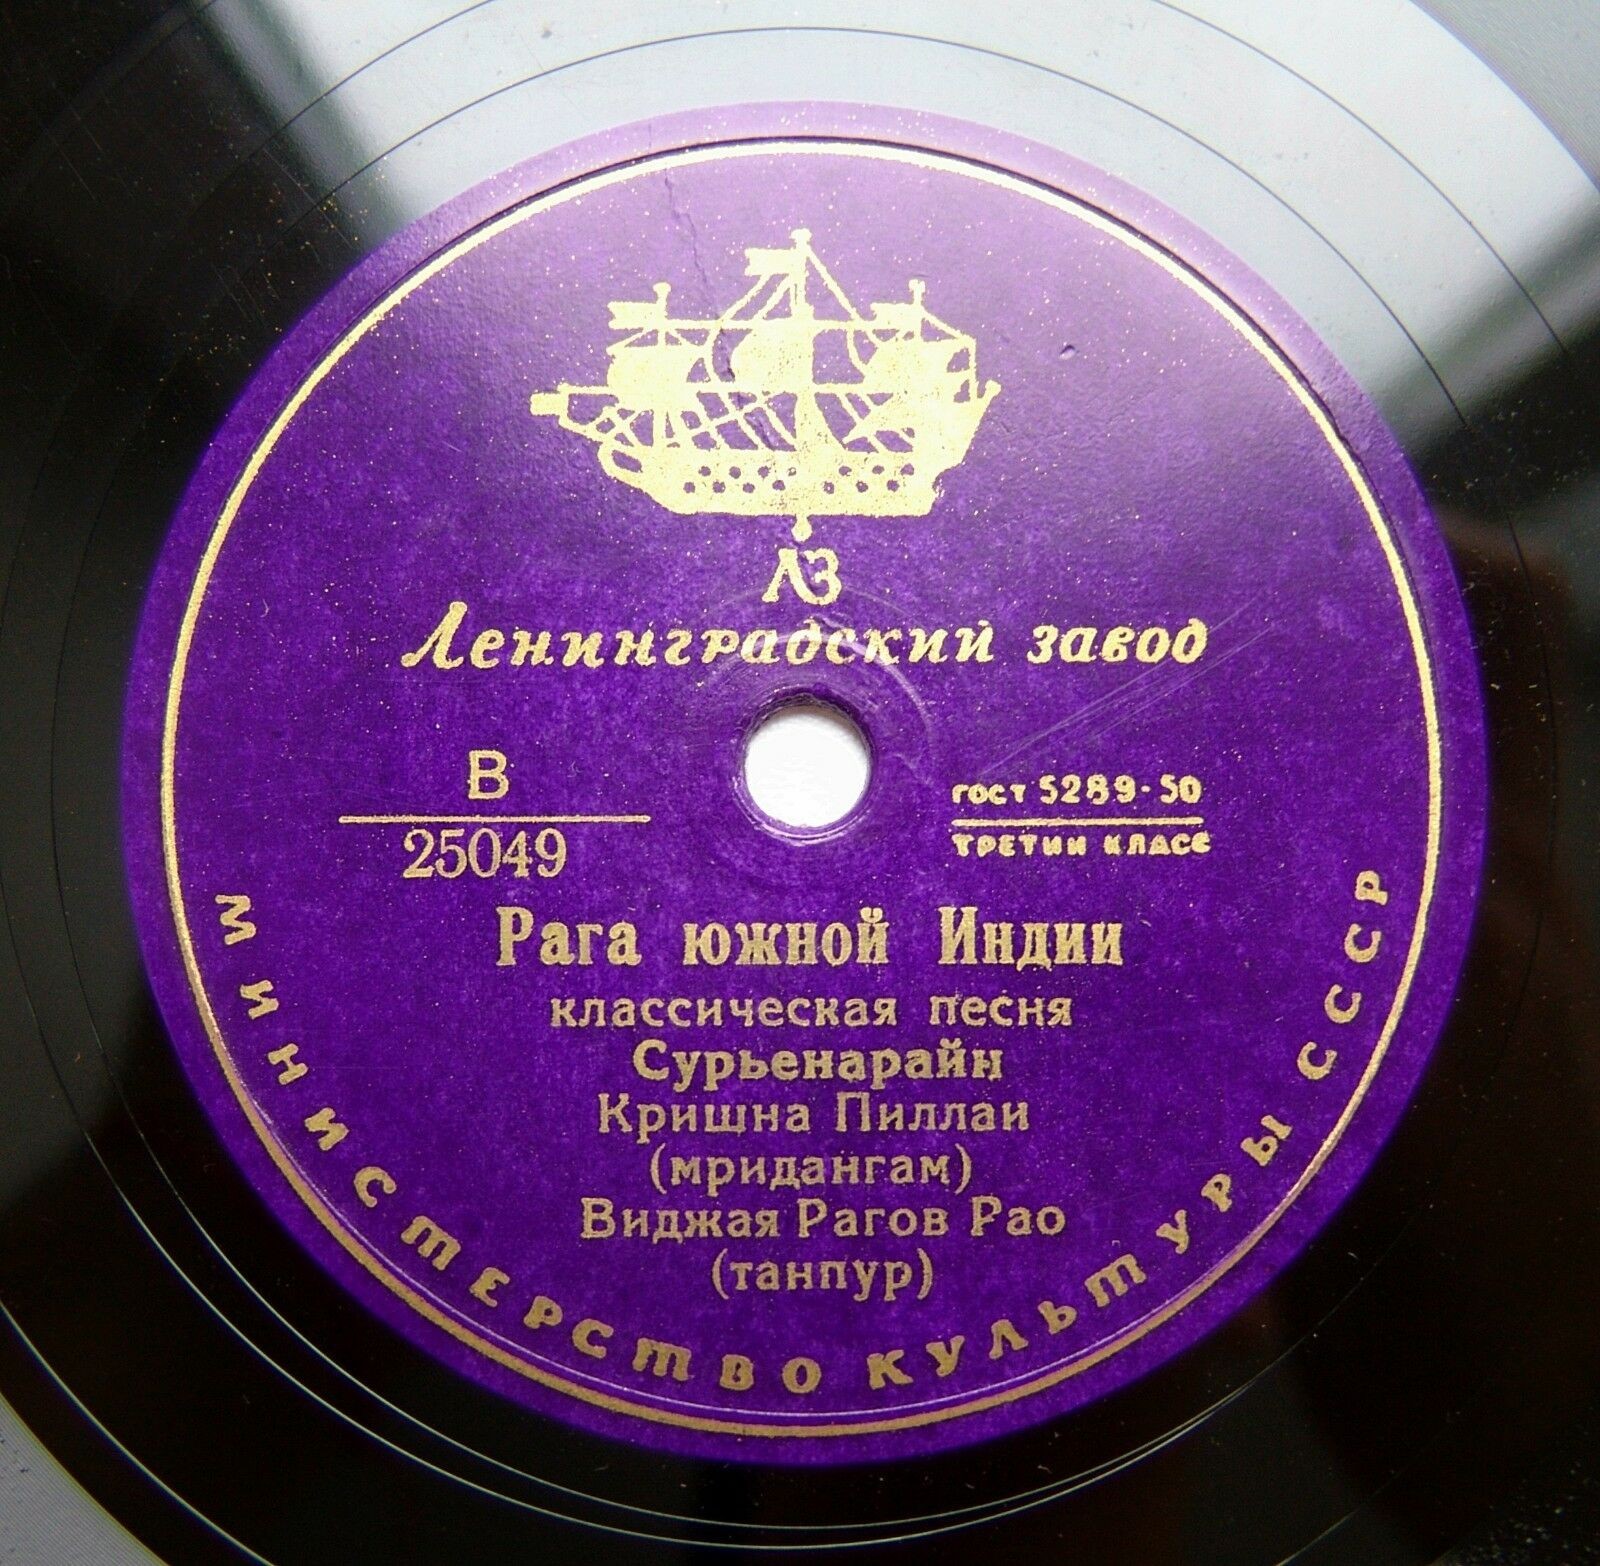 ЛЗ
Ленинградский завод
В
25049
ГОСТ 5289-50
ТРЕТИЙ КЛАСС
Рага южной Индии
классическая песня
Сурьенарайн
Кришна Пиллаи
(мридангам)
Виджая Рагов Рао
(танпур)
МИНИСТЕРСТВО КУЛЬТУРЫ СССР